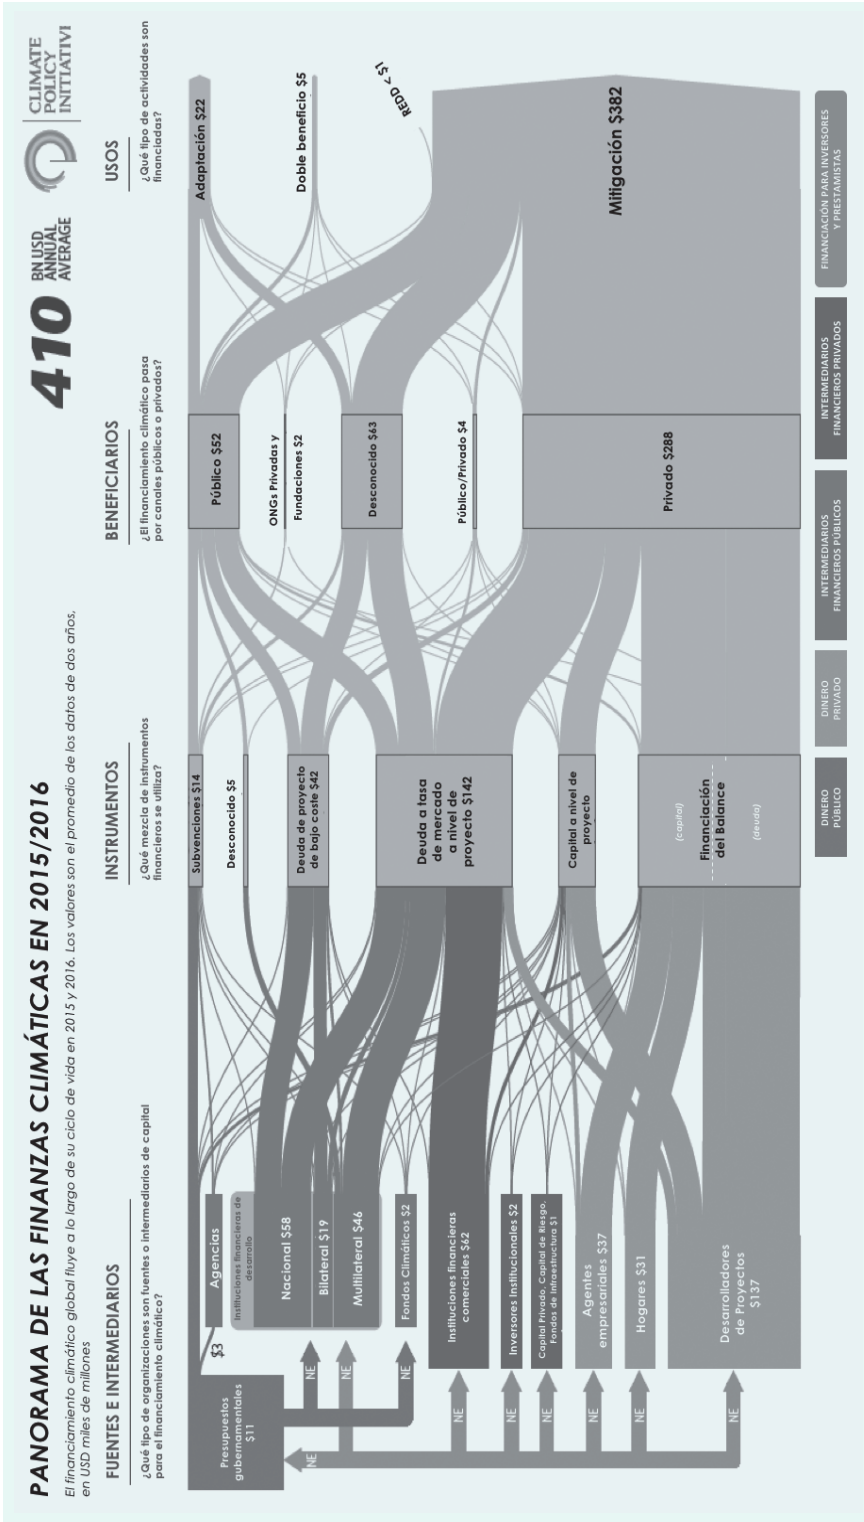 PANORAMA DE LAS FINANZAS CLIMÁTICAS EN 2015/2016
El financiamiento climático global fluye a lo largo de su ciclo de vida en 2015 y 2016. Los valores son el promedio de los datos de dos años,
en USD miles de millones
410
BN USD
ANNUAL
AVERAGE
CLIMATE
POLICY
INITIATIVE
FUENTES E INTERMEDIARIOS
¿Qué tipo de organizaciones son fuentes o intermediarios de capital
para el financiamiento climático?
INSTRUMENTOS
¿Qué mezcla de instrumentos
financieros se utiliza?
BENEFICIARIOS
¿El financiamiento climático pasa
por canales públicos o privados?
USOS
¿Qué tipo de actividades son
financiadas?
Presupuestos
gubernamentales
$11
$3
Agencias
Instituciones financieras de
desarrollo
Nacional $58
Bilateral $19
Multilateral $46
Fondos Climáticos $2
Instituciones financieras
comerciales $62
Inversores Institucionales $2
Capital Privado, Capital de Riesgo,
Fondos de Infraestructura $1
Agentes
empresariales $37
Hogares $31
Desarrolladores
de Proyectos
$137
NE
NE
NE
NE
NE
NE
NE
NE
NE
NE
Subvenciones $14
Desconocido $5
Deuda de proyecto
de bajo coste $42
Deuda a tasa
de mercado
a nivel de
proyecto $142
Capital a nivel de
proyecto
(capital)
Financiación
del Balance
(deuda)
Público $52
ONGs Privadas y
Fundaciones $2
Desconocido $63
Público/Privado $4
Privado $288
Adaptación $22
Doble beneficio $5
REDD < $1
Mitigación $382
DINERO
PÚBLICO
DINERO
PRIVADO
INTERMEDIARIOS
FINANCIEROS PÚBLICOS
INTERMEDIARIOS
FINANCIEROS PRIVADOS
FINANCIACIÓN PARA INVERSORES
Y PRESTAMISTAS